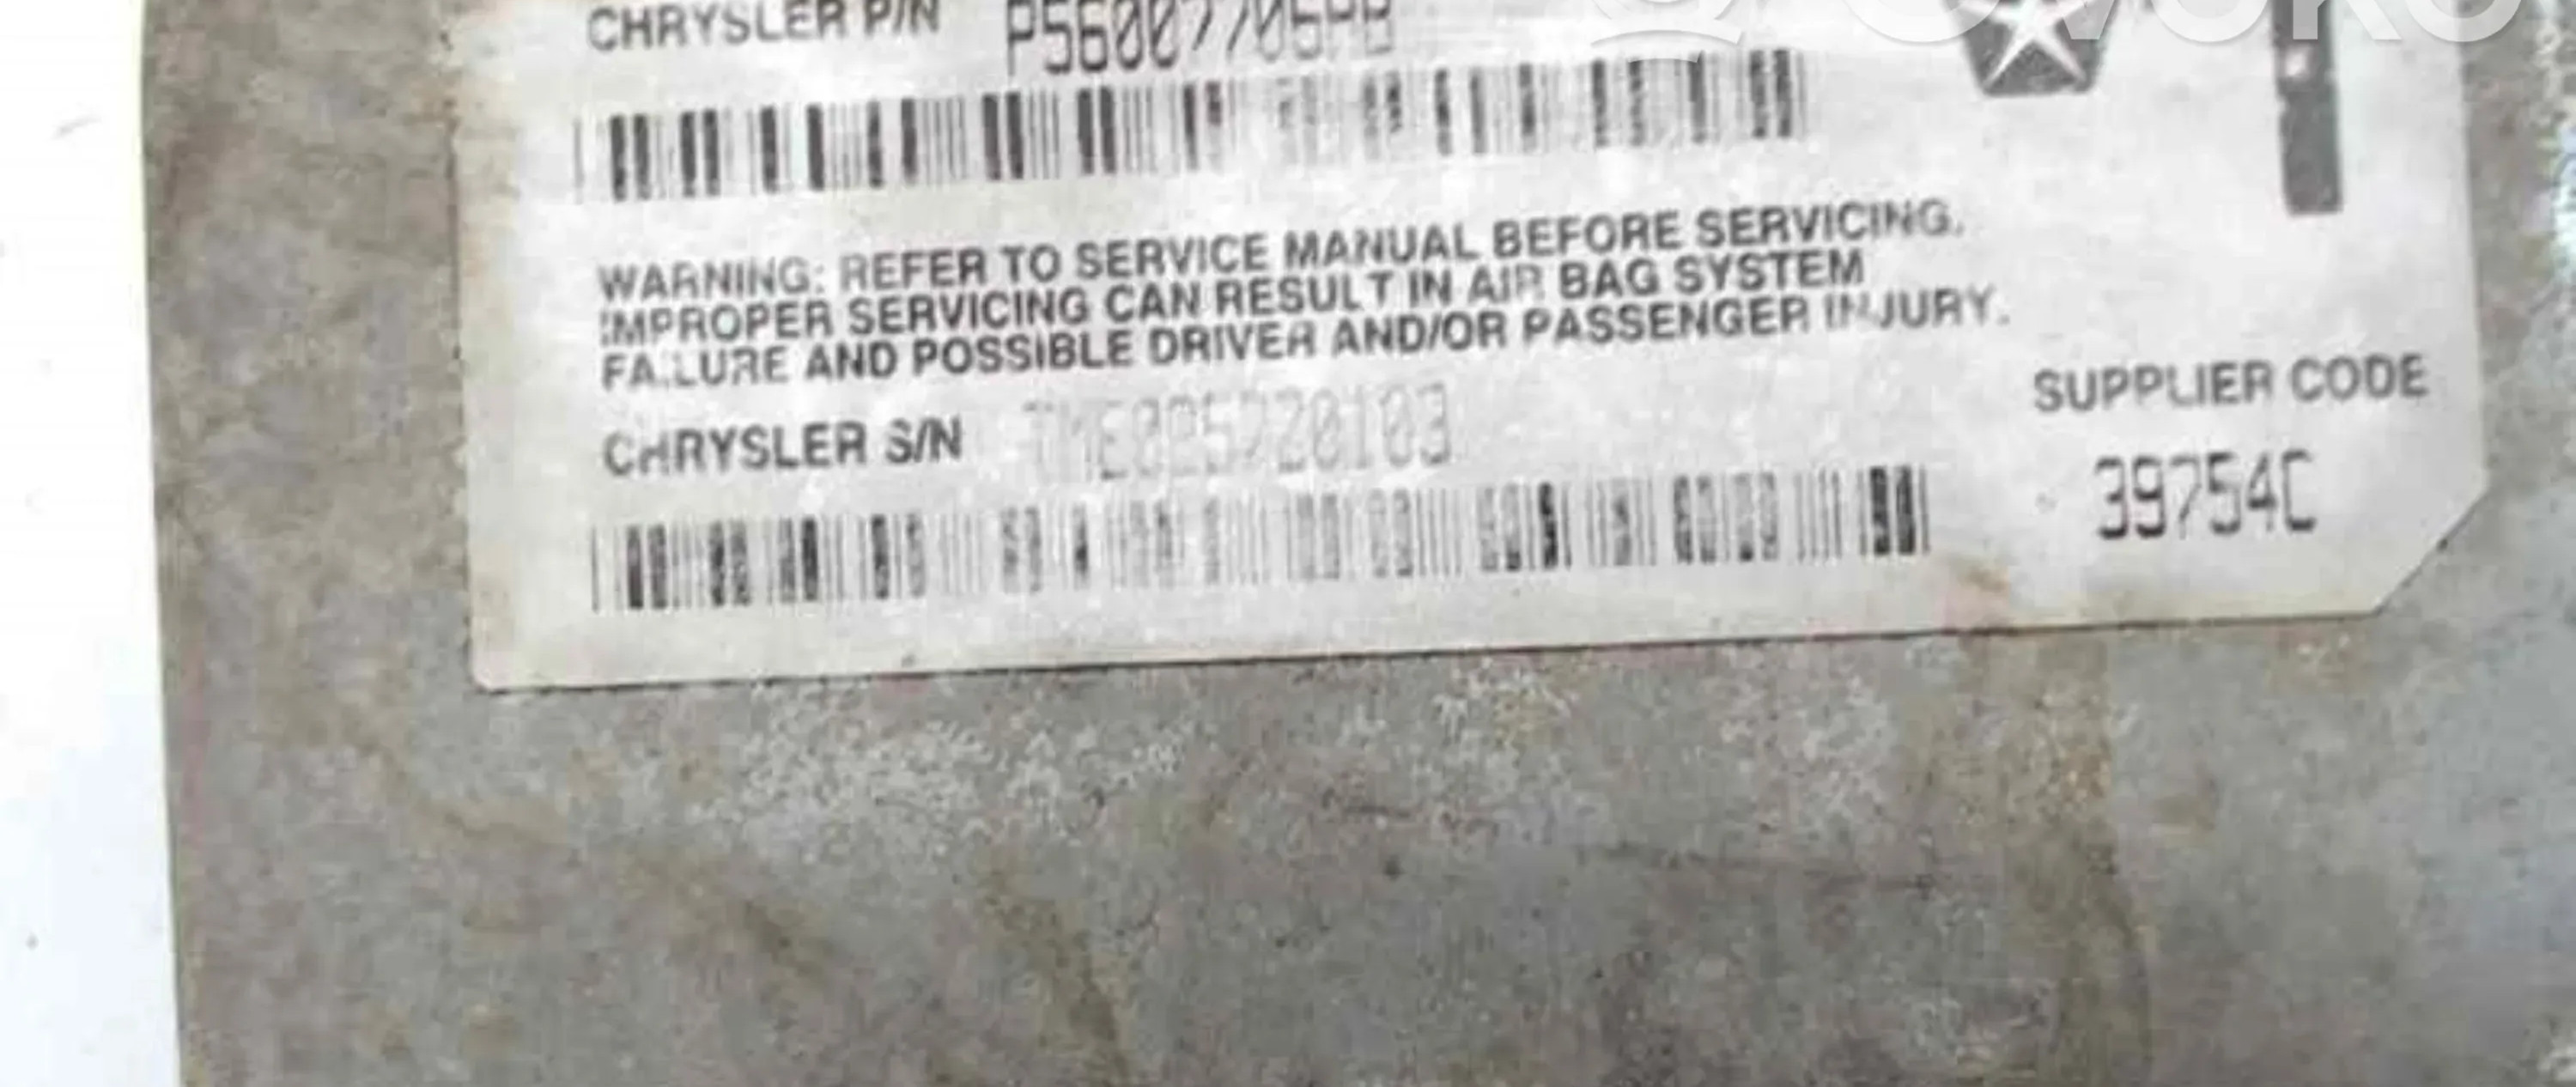 CHRYSLER P/N
WARNING: REFER TO SERVICE MANUAL BEFORE SERVICING.
IMPROPER SERVICING CAN RESULT IN AIR BAG SYSTEM
FAILURE AND POSSIBLE DRIVER AND/OR PASSENGER INJURY.
CHRYSLER S/N
SUPPLIER CODE
39754C